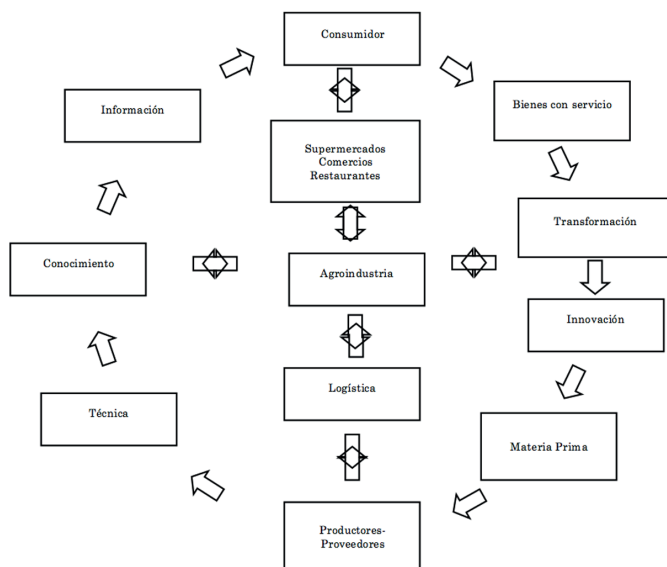 Consumidor
Información
Bienes con servicio
Supermercados
Comercios
Restaurantes
Transformación
Conocimiento
Agroindustria
Innovación
Logística
Técnica
Materia Prima
Productores-
Proveedores